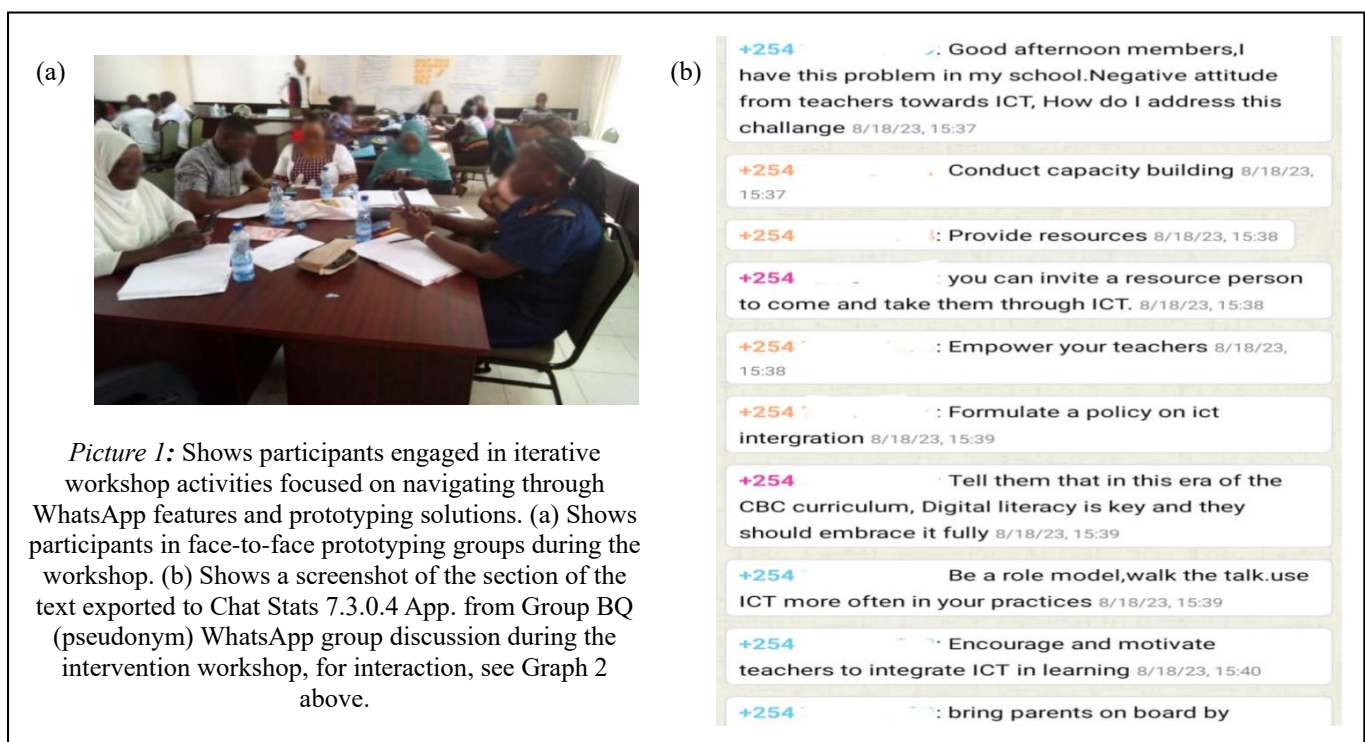 (a)
Picture 1: Shows participants engaged in iterative
workshop activities focused on navigating through
WhatsApp features and prototyping solutions. (a) Shows
participants in face-to-face prototyping groups during the
workshop. (b) Shows a screenshot of the section of the
text exported to Chat Stats 7.3.0.4 App. from Group BQ
(pseudonym) WhatsApp group discussion during the
intervention workshop, for interaction, see Graph 2
above.
(b)
+254 : Good afternoon members,I
have this problem in my school.Negative attitude
from teachers towards ICT, How do I address this
challange 8/18/23, 15:37
+254 Conduct capacity building 8/18/23,
15:37
+254 : Provide resources 8/18/23, 15:38
+254 : you can invite a resource person
to come and take them through ICT. 8/18/23, 15:38
+254 : Empower your teachers 8/18/23,
15:38
+254 : Formulate a policy on ict
intergration 8/18/23, 15:39
+254 Tell them that in this era of the
CBC curriculum, Digital literacy is key and they
should embrace it fully 8/18/23, 15:39
+254 Be a role model,walk the talk.use
ICT more often in your practices 8/18/23, 15:39
+254 : Encourage and motivate
teachers to integrate ICT in learning 8/18/23, 15:40
+254 : bring parents on board by